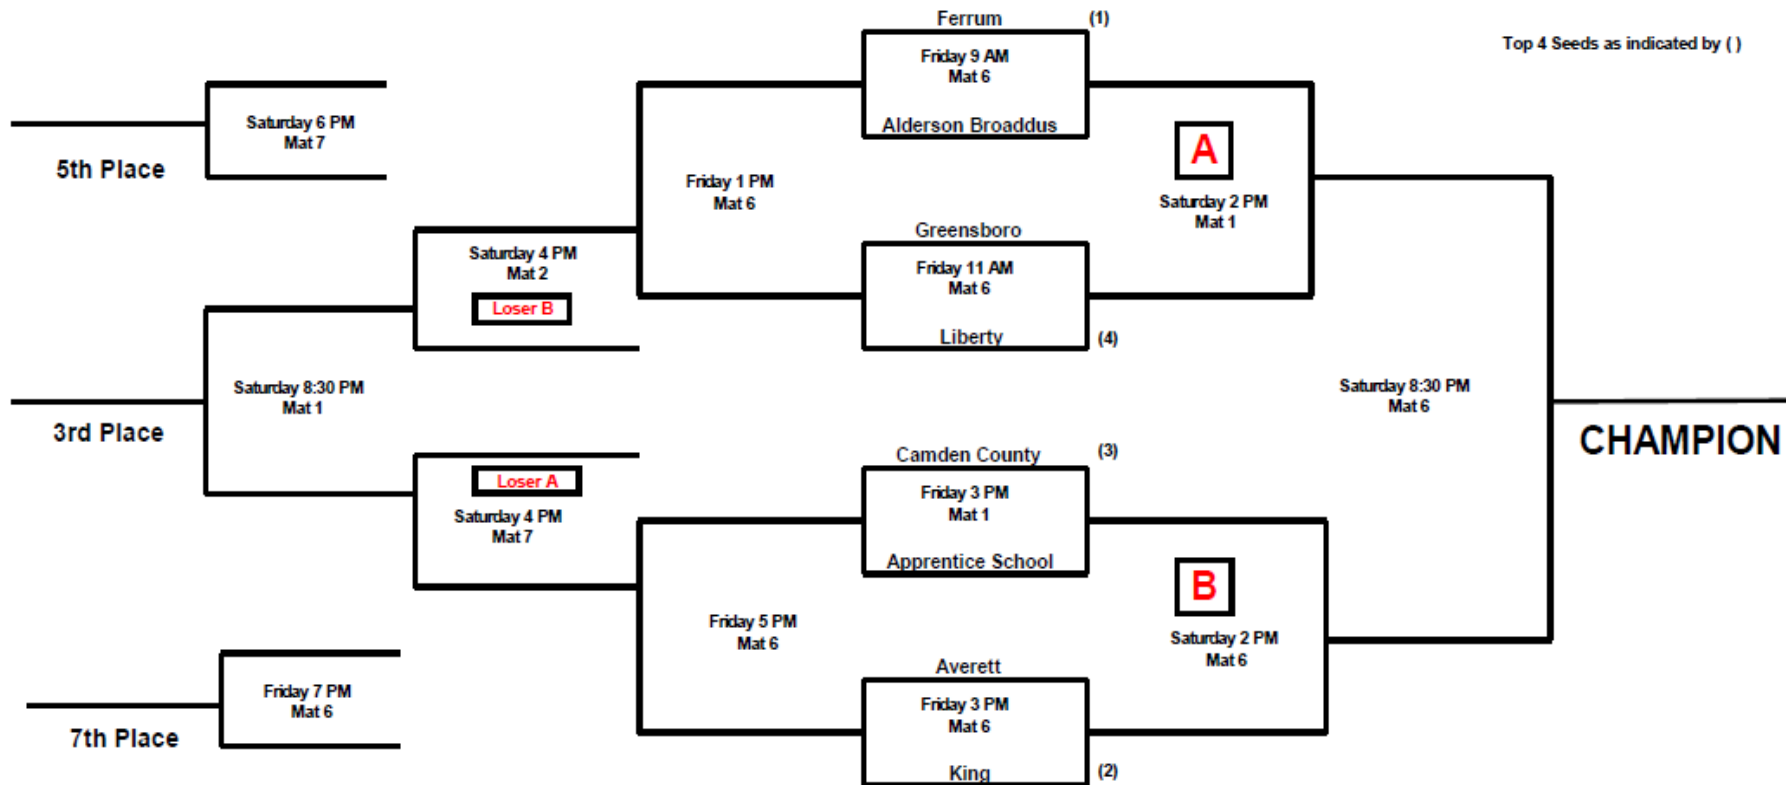 Ferrum (1)
Top 4 Seeds as indicated by ( )
Friday 9 AM
Mat 6
Alderson Broaddus
Saturday 6 PM
Mat 7
5th Place
A
Friday 1 PM
Mat 6
Saturday 2 PM
Mat 1
Greensboro
Saturday 4 PM
Mat 2
Loser B
Friday 11 AM
Mat 6
Liberty (4)
Saturday 8:30 PM
Mat 1
3rd Place
Saturday 8:30 PM
Mat 6
CHAMPION
Camden County (3)
Loser A
Saturday 4 PM
Mat 7
Friday 3 PM
Mat 1
Apprentice School
B
Friday 5 PM
Mat 6
Saturday 2 PM
Mat 6
Averett
Friday 7 PM
Mat 6
7th Place
Friday 3 PM
Mat 6
King (2)